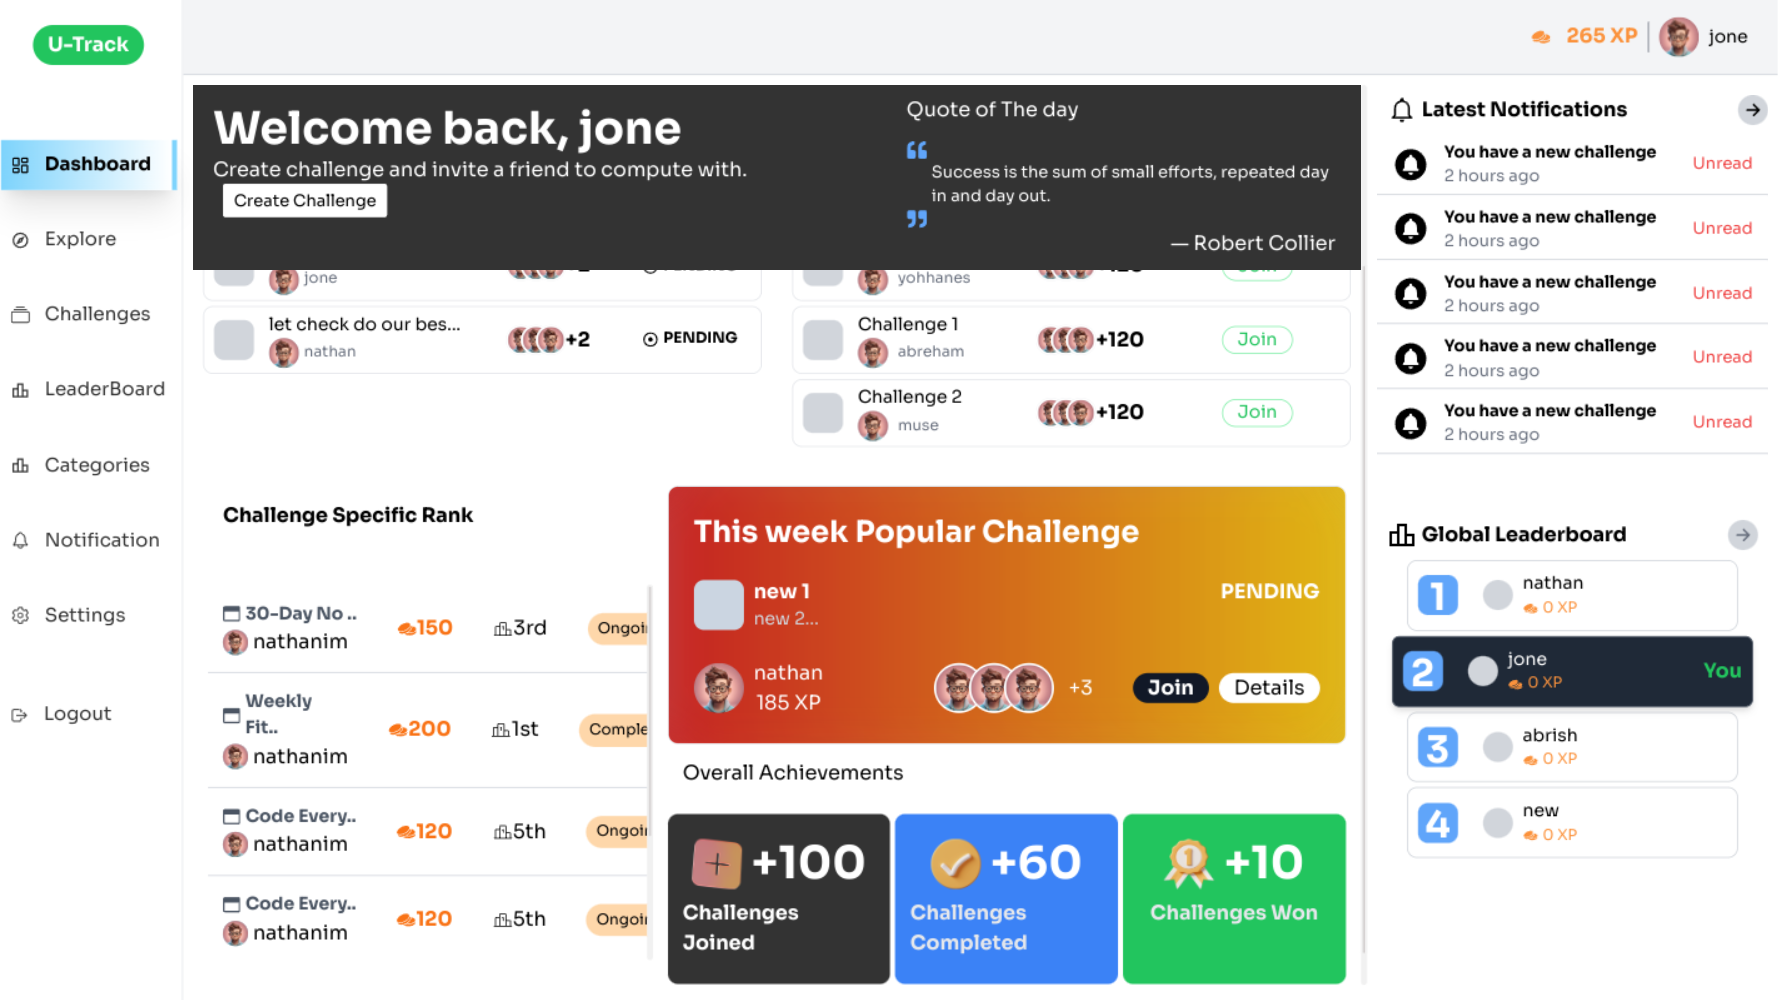 U-Track
265 XP
jone
Dashboard
Explore
Challenges
LeaderBoard
Categories
Notification
Settings
Logout
Welcome back, jone
Create challenge and invite a friend to compute with.
Create Challenge
Quote of The day
“
Success is the sum of small efforts, repeated day
in and day out.
”
— Robert Collier
jone
let check do our bes...
nathan
+2
PENDING
yohhanes
Challenge 1
abreham
+120
Join
Challenge 2
muse
+120
Join
Challenge Specific Rank
30-Day No ..
nathanim
150
3rd
Ongoi
Weekly
Fit..
nathanim
200
1st
Comple
Code Every..
nathanim
120
5th
Ongoi
Code Every..
nathanim
120
5th
Ongoi
This week Popular Challenge
new 1
new 2...
PENDING
nathan
185 XP
+3
Join
Details
Overall Achievements
+100
Challenges
Joined
+60
Challenges
Completed
1
+10
Challenges Won
Latest Notifications
You have a new challenge
2 hours ago
Unread
You have a new challenge
2 hours ago
Unread
You have a new challenge
2 hours ago
Unread
You have a new challenge
2 hours ago
Unread
You have a new challenge
2 hours ago
Unread
Global Leaderboard
1
nathan
0 XP
2
jone
0 XP
You
3
abrish
0 XP
4
new
0 XP